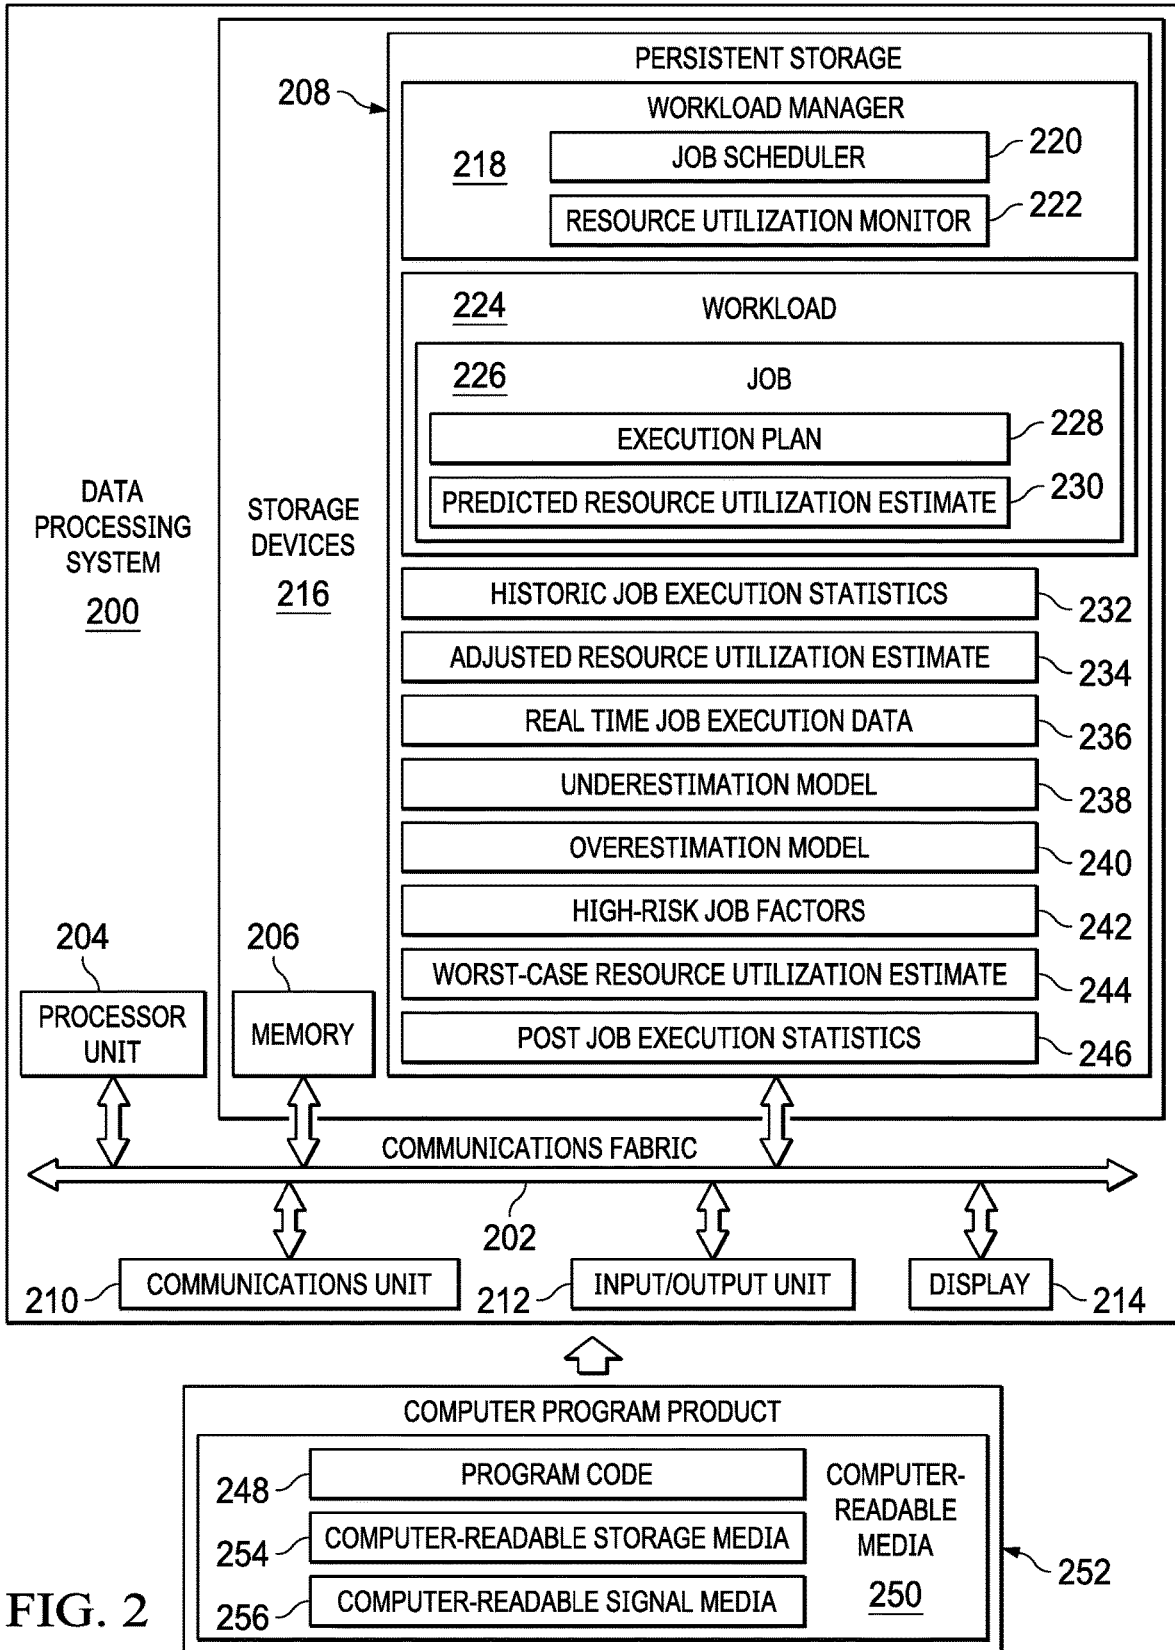 PERSISTENT STORAGE
208
WORKLOAD MANAGER
218
JOB SCHEDULER
220
RESOURCE UTILIZATION MONITOR
222
224
WORKLOAD
226
JOB
EXECUTION PLAN
228
PREDICTED RESOURCE UTILIZATION ESTIMATE
230
DATA
PROCESSING
SYSTEM
200
STORAGE
DEVICES
216
HISTORIC JOB EXECUTION STATISTICS
232
ADJUSTED RESOURCE UTILIZATION ESTIMATE
234
REAL TIME JOB EXECUTION DATA
236
UNDERESTIMATION MODEL
238
OVERESTIMATION MODEL
240
HIGH-RISK JOB FACTORS
242
WORST-CASE RESOURCE UTILIZATION ESTIMATE
244
POST JOB EXECUTION STATISTICS
246
204
PROCESSOR
UNIT
206
MEMORY
COMMUNICATIONS FABRIC
202
210
COMMUNICATIONS UNIT
212
INPUT/OUTPUT UNIT
DISPLAY
214
COMPUTER PROGRAM PRODUCT
248
PROGRAM CODE
254
COMPUTER-READABLE STORAGE MEDIA
256
COMPUTER-READABLE SIGNAL MEDIA
COMPUTER-
READABLE
MEDIA
250
252
FIG. 2